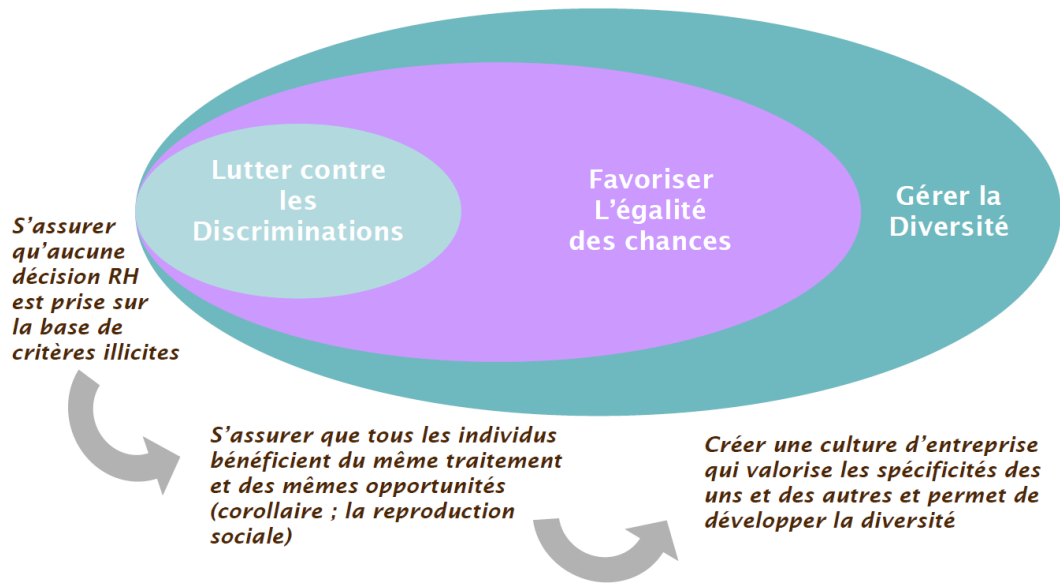 Lutter contre
les
Discriminations
Favoriser
L’égalité
des chances
Gérer la
Diversité
S’assurer
qu’aucune
décision RH
est prise sur
la base de
critères illicites
S’assurer que tous les individus
bénéficient du même traitement
et des mêmes opportunités
(corollaire ; la reproduction
sociale)
Créer une culture d’entreprise
qui valorise les spécificités des
uns et des autres et permet de
développer la diversité